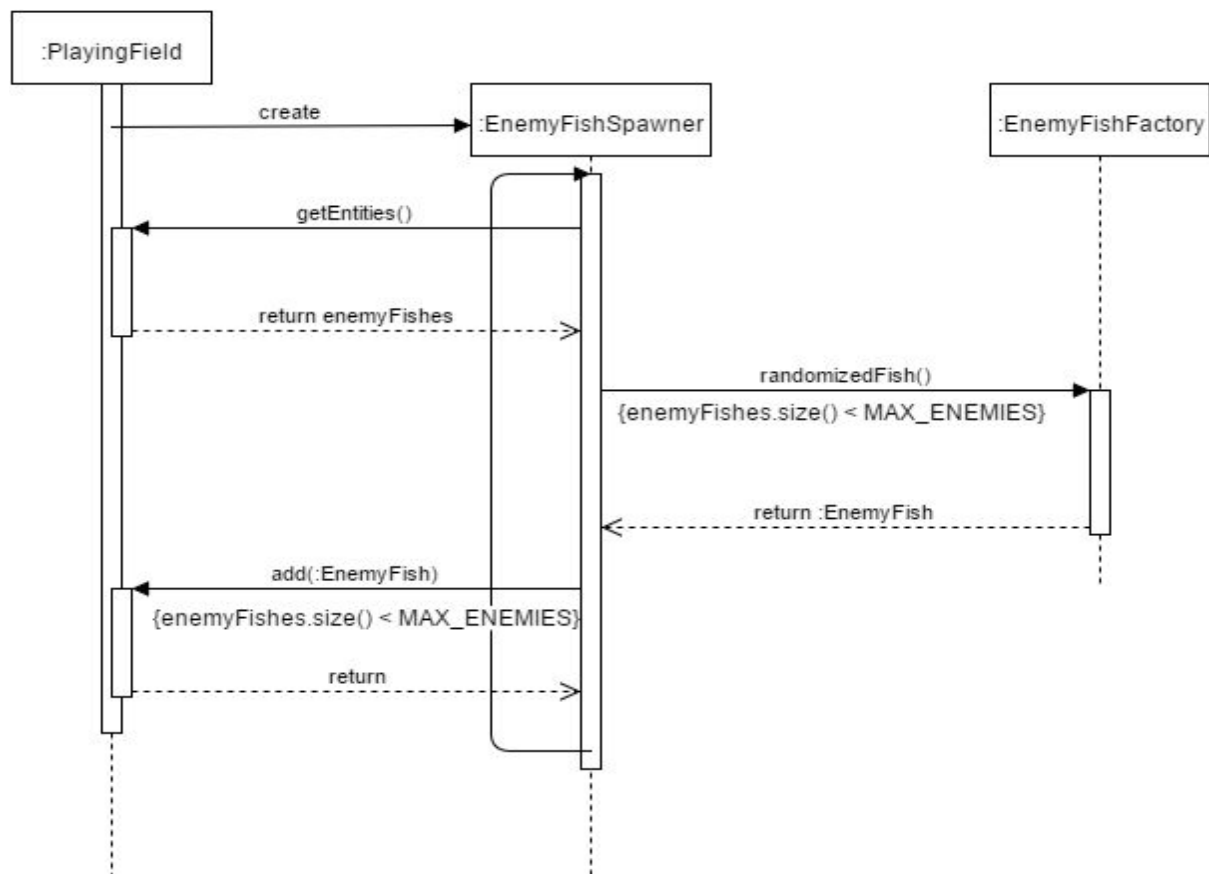 :PlayingField
create
:EnemyFishSpawner
:EnemyFishFactory
getEntities()
return enemyFishes
randomizedFish()
{enemyFishes.size() < MAX_ENEMIES}
return :EnemyFish
add(:EnemyFish)
{enemyFishes.size() < MAX_ENEMIES}
return